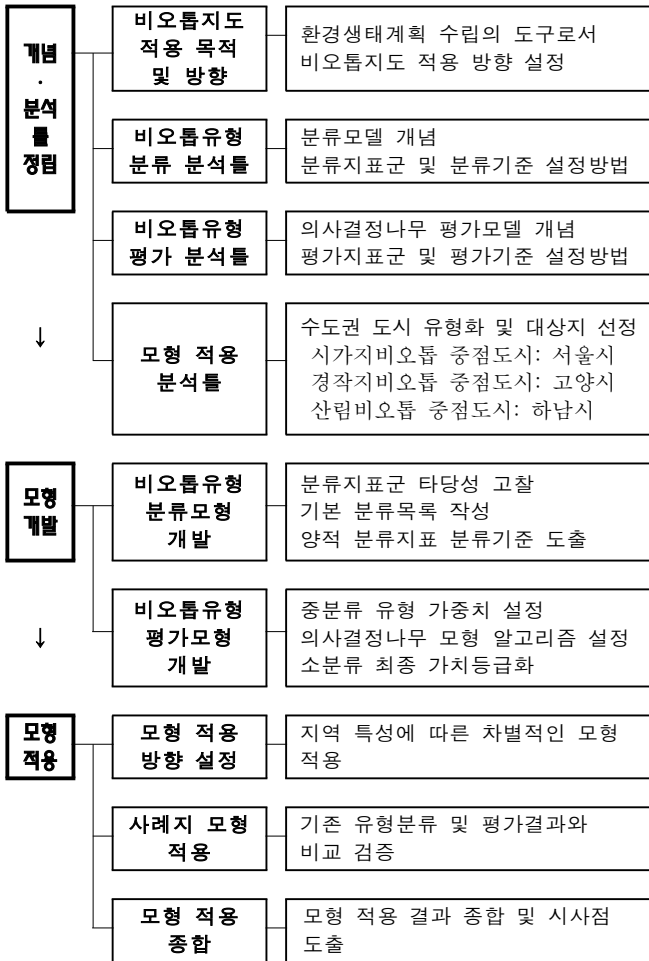 개념
·
분석
틀
정립
비오톱지도
적용 목적
및 방향
환경생태계획 수립의 도구로서
비오톱지도 적용 방향 설정
비오톱유형
분류 분석틀
분류모델 개념
분류지표군 및 분류기준 설정방법
비오톱유형
평가 분석틀
의사결정나무 평가모델 개념
평가지표군 및 평가기준 설정방법
↓
모형 적용
분석틀
수도권 도시 유형화 및 대상지 선정
시가지비오톱 중점도시: 서울시
경작지비오톱 중점도시: 고양시
산림비오톱 중점도시: 하남시
모형
개발
비오톱유형
분류모형
개발
분류지표군 타당성 고찰
기본 분류목록 작성
양적 분류지표 분류기준 도출
↓
비오톱유형
평가모형
개발
중분류 유형 가중치 설정
의사결정나무 모형 알고리즘 설정
소분류 최종 가치등급화
모형
적용
모형 적용
방향 설정
지역 특성에 따른 차별적인 모형
적용
사례지 모형
적용
기존 유형분류 및 평가결과와
비교 검증
모형 적용
종합
모형 적용 결과 종합 및 시사점
도출